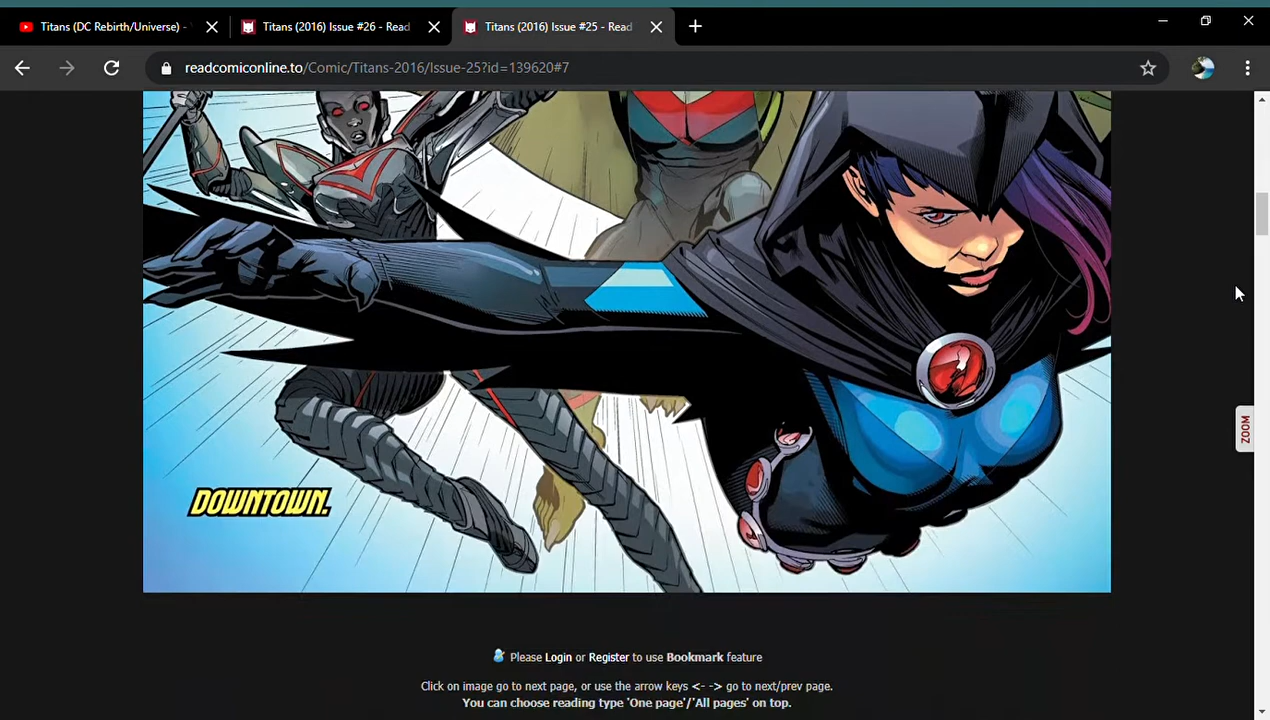 Titans (DC Rebirth/Universe) -
Titans (2016) Issue #26 - Read
Titans (2016) Issue #25 - Read
readcomiconline.to/Comic/Titans-2016/Issue-25?id=139620#7
ZOOM
DOWNTOWN.
Please Login or Register to use Bookmark feature
Click on image go to next page, or use the arrow keys <- -> go to next/prev page.
You can choose reading type 'One page'/'All pages' on top.